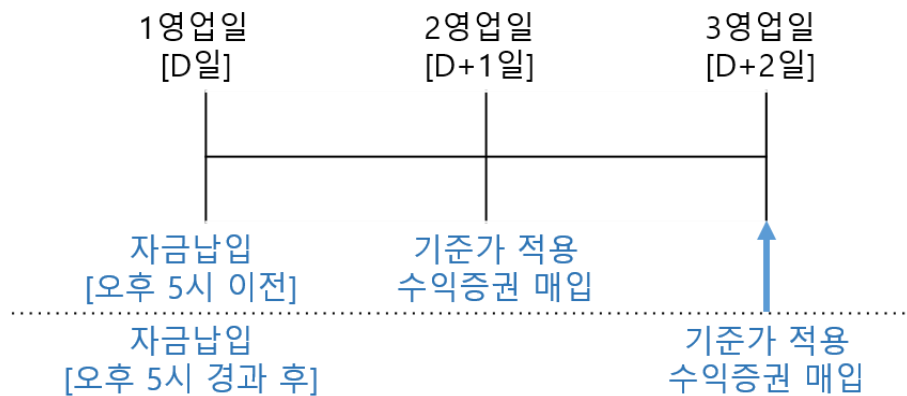 1영업일
[D일]
2영업일
[D+1일]
3영업일
[D+2일]
자금납입
[오후 5시 이전]
기준가 적용
수익증권 매입
자금납입
[오후 5시 경과 후]
기준가 적용
수익증권 매입